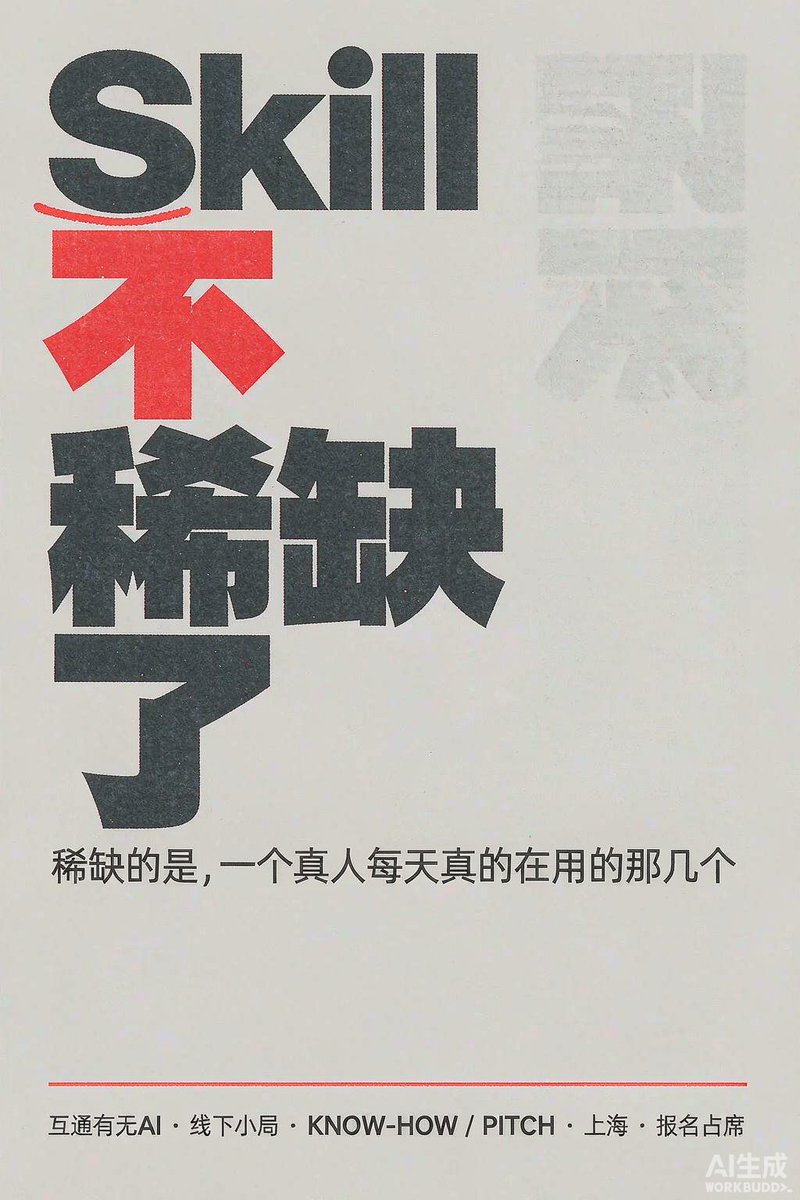 Skill
不
稀缺
了
稀缺的是，一个真人每天真的在用的那几个
互通有无AI · 线下小局 · KNOW-HOW / PITCH · 上海 · 报名占席
AI生成
WORKBUDD>.